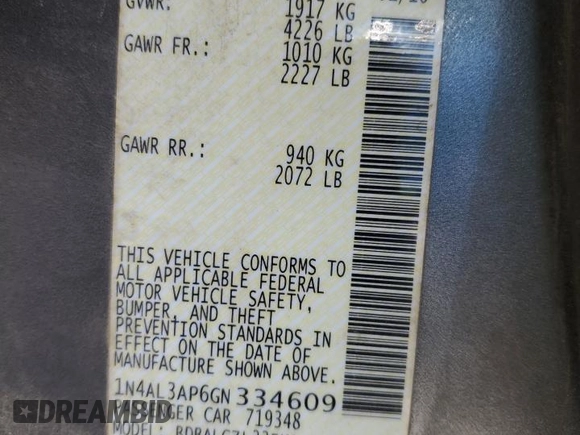 GVWR: 1917 KG
4226 LB
GAWR FR.: 1010 KG
2227 LB
GAWR RR.: 940 KG
2072 LB
THIS VEHICLE CONFORMS TO
ALL APPLICABLE FEDERAL
MOTOR VEHICLE SAFETY,
BUMPER, AND THEFT
PREVENTION STANDARDS IN
EFFECT ON THE DATE OF
MANUFACTURE SHOWN ABOVE.
1N4AL3AP6GN334609
PASSENGER CAR 719348
MODEL:
DREAMBID